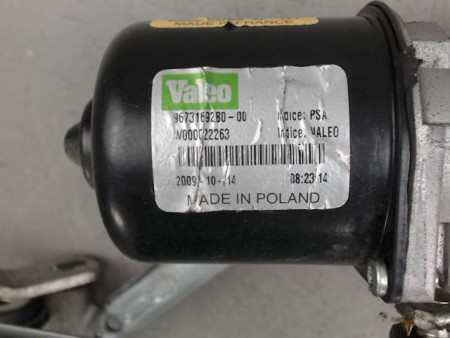 MADE IN FRANCE
Valeo
9673189280-00 Indice: PSA
W000022263 Indice: VALEO
2009-10-14 08:23:14
MADE IN POLAND